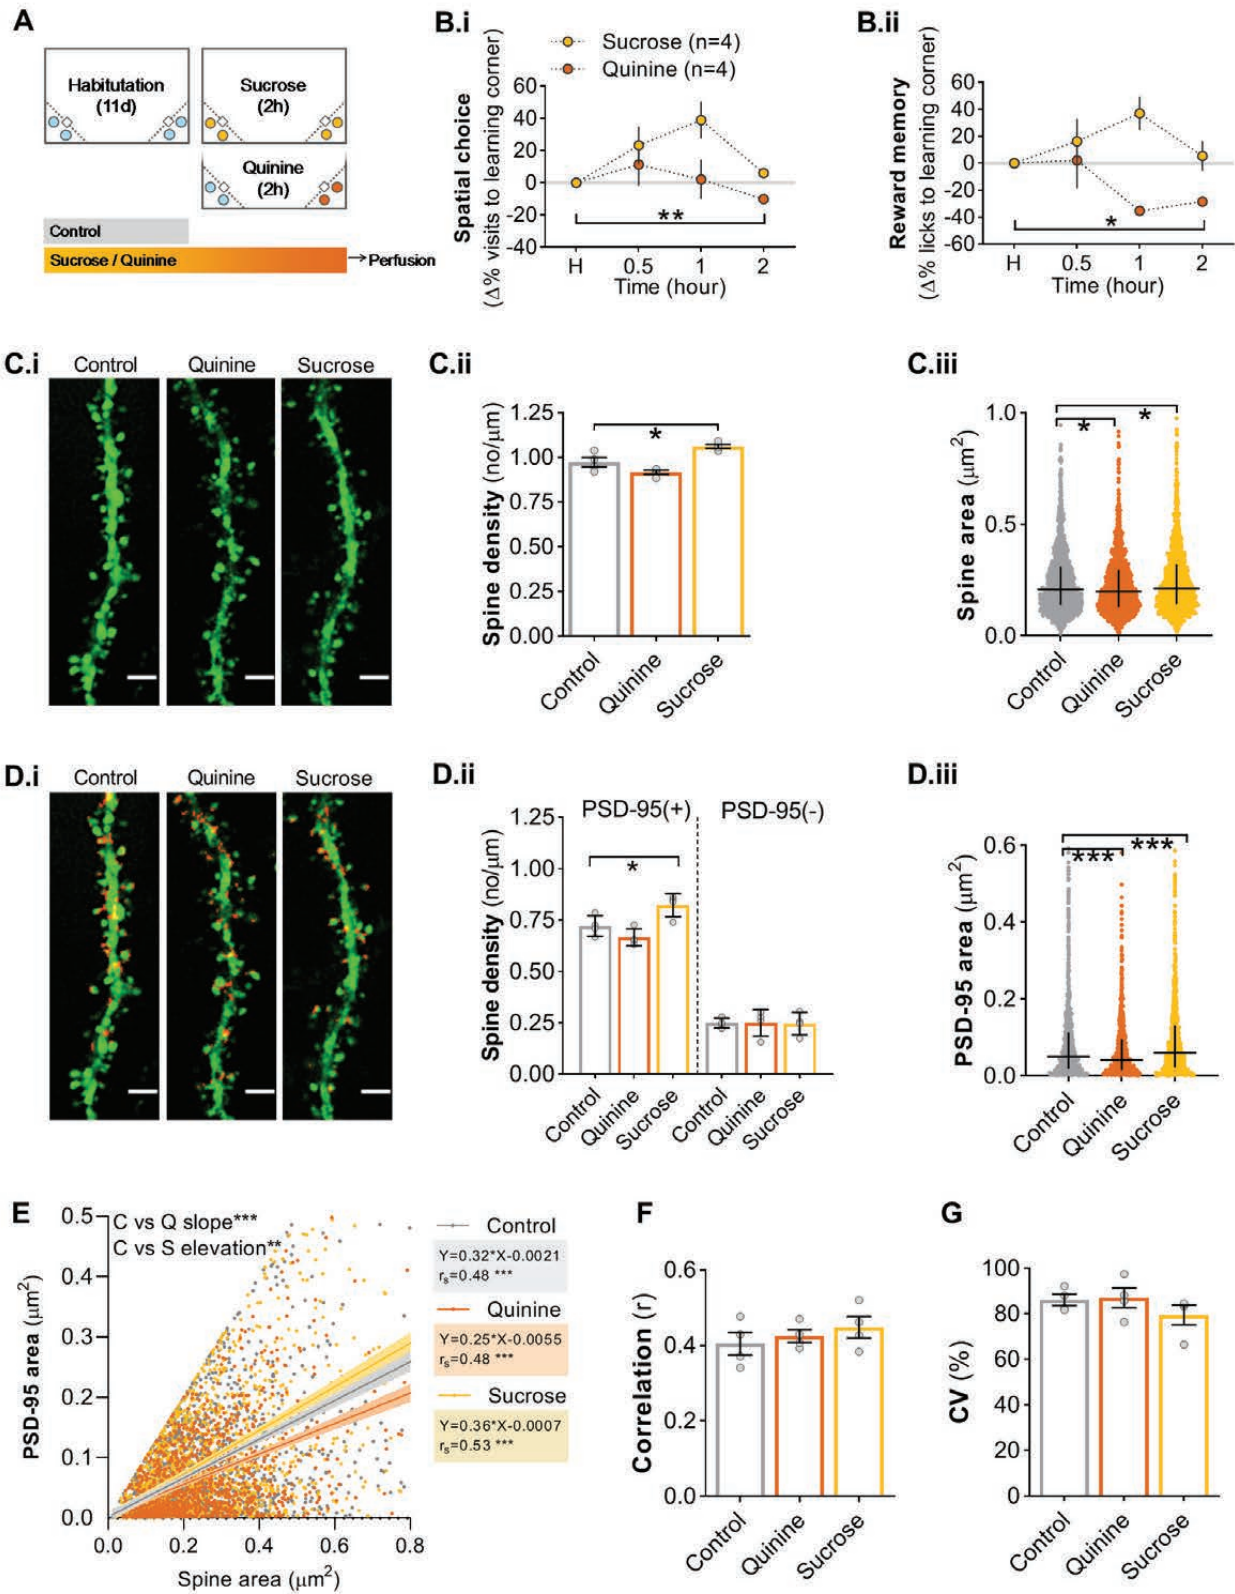 A
Habitutation
(11d)
Sucrose
(2h)
Quinine
(2h)
Control
Sucrose / Quinine
Perfusion
B.i
Sucrose (n=4)
Quinine (n=4)
Spatial choice
(Δ% visits to learning corner)
60
40
20
0
-20
-40
**
H
0.5
1
2
Time (hour)
B.ii
Reward memory
(Δ% licks to learning corner)
60
40
20
0
-20
-40
-60
*
H
0.5
1
2
Time (hour)
C.i
Control
Quinine
Sucrose
C.ii
Spine density (no/μm)
1.25
1.00
0.75
0.50
0.25
0.00
*
Control
Quinine
Sucrose
C.iii
Spine area (μm²)
1.0
0.5
0.0
*
*
Control
Quinine
Sucrose
D.i
Control
Quinine
Sucrose
D.ii
PSD-95(+)
PSD-95(-)
Spine density (no/μm)
1.25
1.00
0.75
0.50
0.25
0.00
*
Control
Quinine
Sucrose
Control
Quinine
Sucrose
D.iii
PSD-95 area (μm²)
0.6
0.4
0.2
0.0
***
***
Control
Quinine
Sucrose
E
C vs Q slope***
C vs S elevation**
PSD-95 area (μm²)
0.5
0.4
0.3
0.2
0.1
0.0
0.0
0.2
0.4
0.6
0.8
Spine area (μm²)
Control
Y=0.32*X-0.0021
rs=0.48 ***
Quinine
Y=0.25*X-0.0055
rs=0.48 ***
Sucrose
Y=0.36*X-0.0007
rs=0.53 ***
F
Correlation (r)
0.6
0.4
0.2
0.0
Control
Quinine
Sucrose
G
CV (%)
100
80
60
40
20
0
Control
Quinine
Sucrose